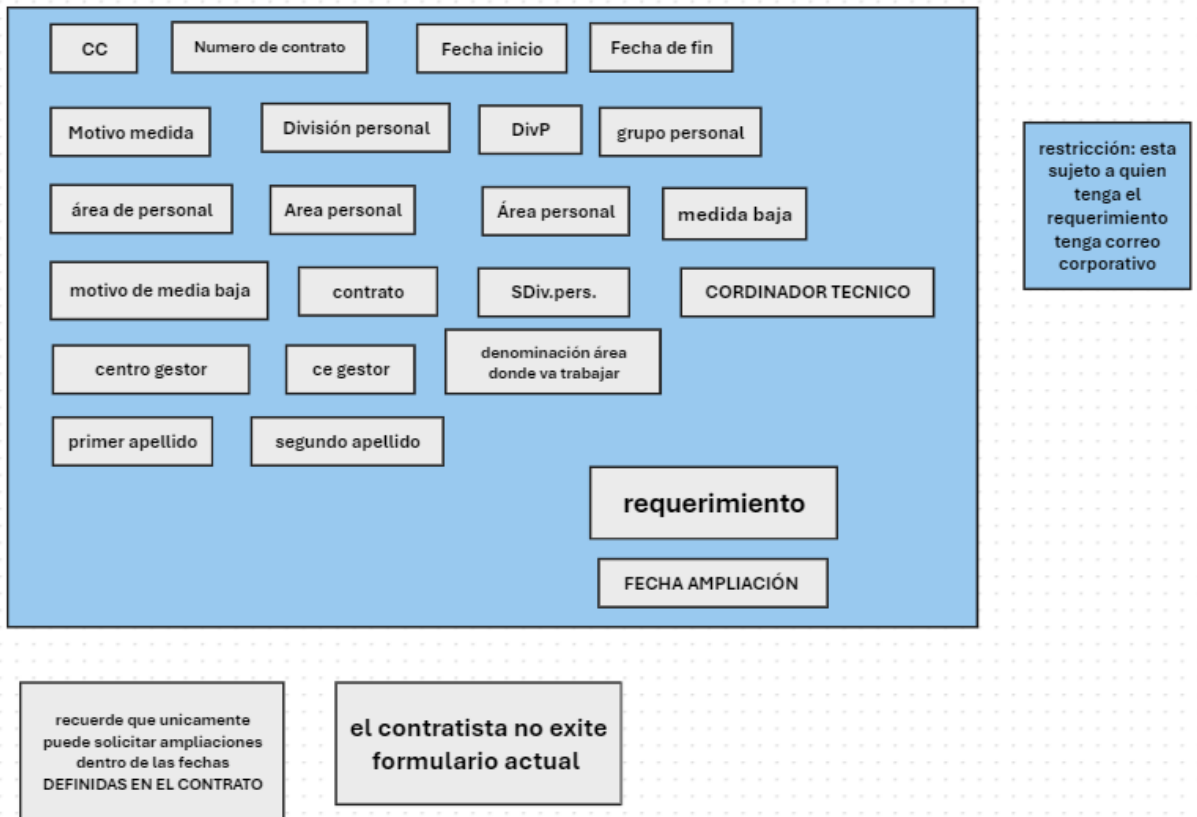 CC
Numero de contrato
Fecha inicio
Fecha de fin
Motivo medida
División personal
DivP
grupo personal
área de personal
Area personal
Área personal
medida baja
motivo de media baja
contrato
SDiv.pers.
CORDINADOR TECNICO
centro gestor
ce gestor
denominación área
donde va trabajar
primer apellido
segundo apellido
requerimiento
FECHA AMPLIACIÓN
restricción: esta
sujeto a quien
tenga el
requerimiento
tenga correo
corporativo
recuerde que unicamente
puede solicitar ampliaciones
dentro de las fechas
DEFINIDAS EN EL CONTRATO
el contratista no exite
formulario actual